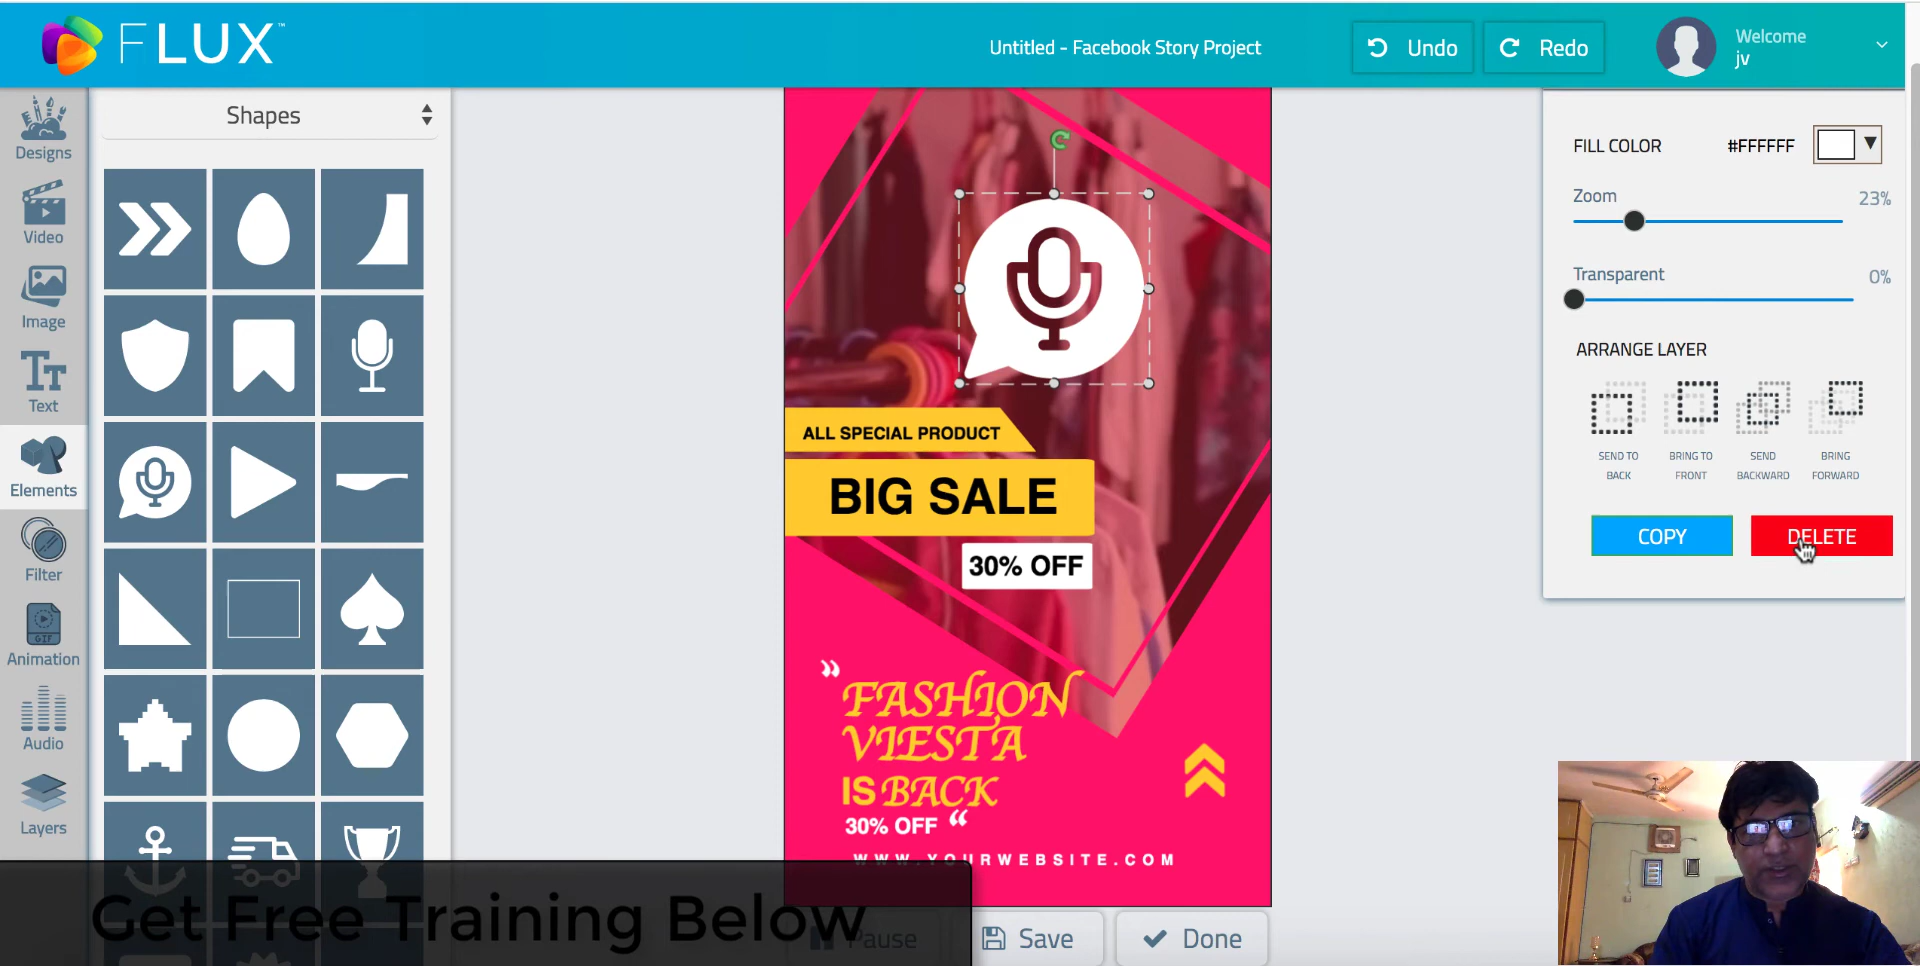 FLUX™
Untitled - Facebook Story Project
Undo
Redo
Welcome
jv
Designs
Video
Image
Text
Elements
Filter
GIF
Animation
Audio
Layers
Shapes
ALL SPECIAL PRODUCT
BIG SALE
30% OFF
”
FASHION
VIESTA
IS BACK
30% OFF “
WWW.YOURWEBSITE.COM
FILL COLOR #FFFFFF
Zoom 23%
Transparent 0%
ARRANGE LAYER
SEND TO BACK
BRING TO FRONT
SEND BACKWARD
BRING FORWARD
COPY
DELETE
Get Free Training Below
Pause
Save
Done